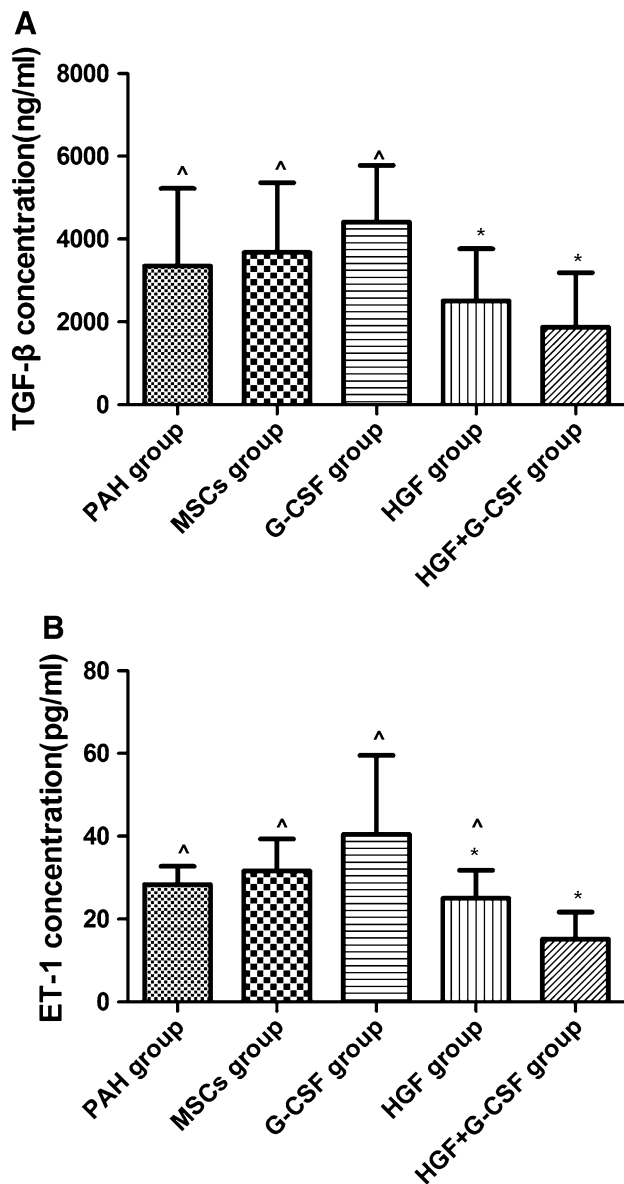 A
TGF-β concentration(ng/ml)
8000
6000
4000
2000
0
^
^
^
*
*
PAH group
MSCs group
G-CSF group
HGF group
HGF+G-CSF group
B
ET-1 concentration(pg/ml)
80
60
40
20
0
^
^
^
^
*
*
PAH group
MSCs group
G-CSF group
HGF group
HGF+G-CSF group